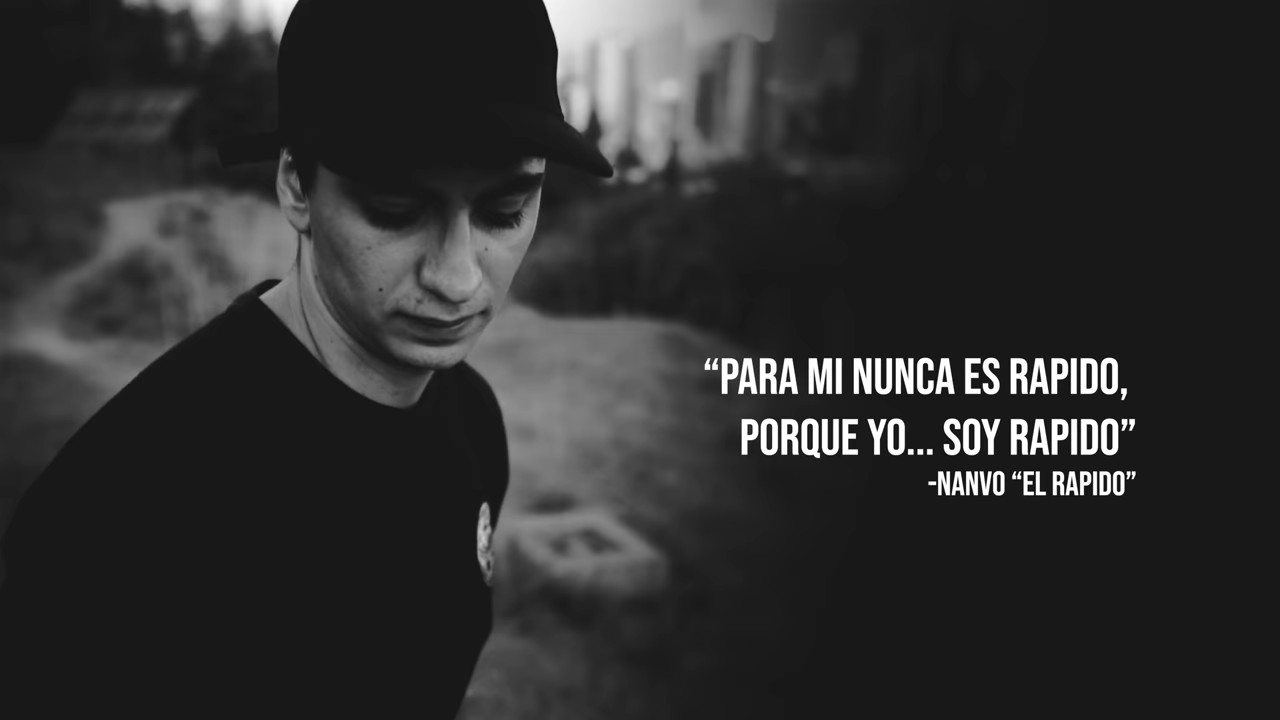 “PARA MI NUNCA ES RAPIDO,
PORQUE YO... SOY RAPIDO”
-NANVO “EL RAPIDO”